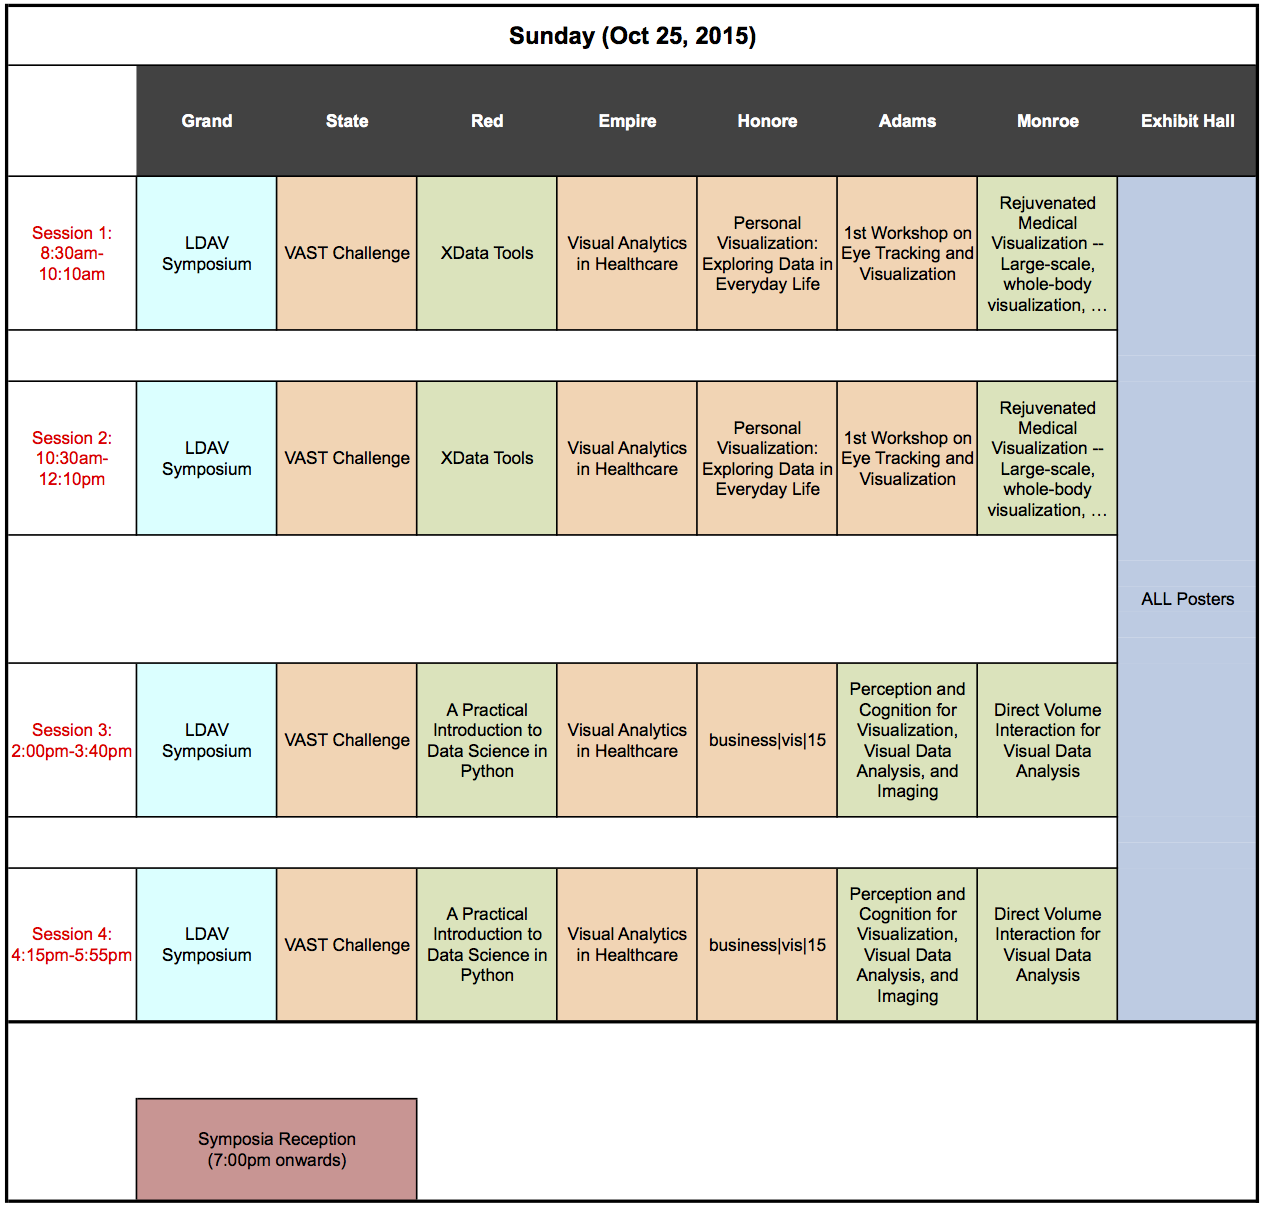 Sunday (Oct 25, 2015)
Grand
State
Red
Empire
Honore
Adams
Monroe
Exhibit Hall
Session 1:
8:30am-
10:10am
LDAV
Symposium
VAST Challenge
XData Tools
Visual Analytics
in Healthcare
Personal
Visualization:
Exploring Data in
Everyday Life
1st Workshop on
Eye Tracking and
Visualization
Rejuvenated
Medical
Visualization --
Large-scale,
whole-body
visualization, …
Session 2:
10:30am-
12:10pm
LDAV
Symposium
VAST Challenge
XData Tools
Visual Analytics
in Healthcare
Personal
Visualization:
Exploring Data in
Everyday Life
1st Workshop on
Eye Tracking and
Visualization
Rejuvenated
Medical
Visualization --
Large-scale,
whole-body
visualization, …
ALL Posters
Session 3:
2:00pm-3:40pm
LDAV
Symposium
VAST Challenge
A Practical
Introduction to
Data Science in
Python
Visual Analytics
in Healthcare
business|vis|15
Perception and
Cognition for
Visualization,
Visual Data
Analysis, and
Imaging
Direct Volume
Interaction for
Visual Data
Analysis
Session 4:
4:15pm-5:55pm
LDAV
Symposium
VAST Challenge
A Practical
Introduction to
Data Science in
Python
Visual Analytics
in Healthcare
business|vis|15
Perception and
Cognition for
Visualization,
Visual Data
Analysis, and
Imaging
Direct Volume
Interaction for
Visual Data
Analysis
Symposia Reception
(7:00pm onwards)